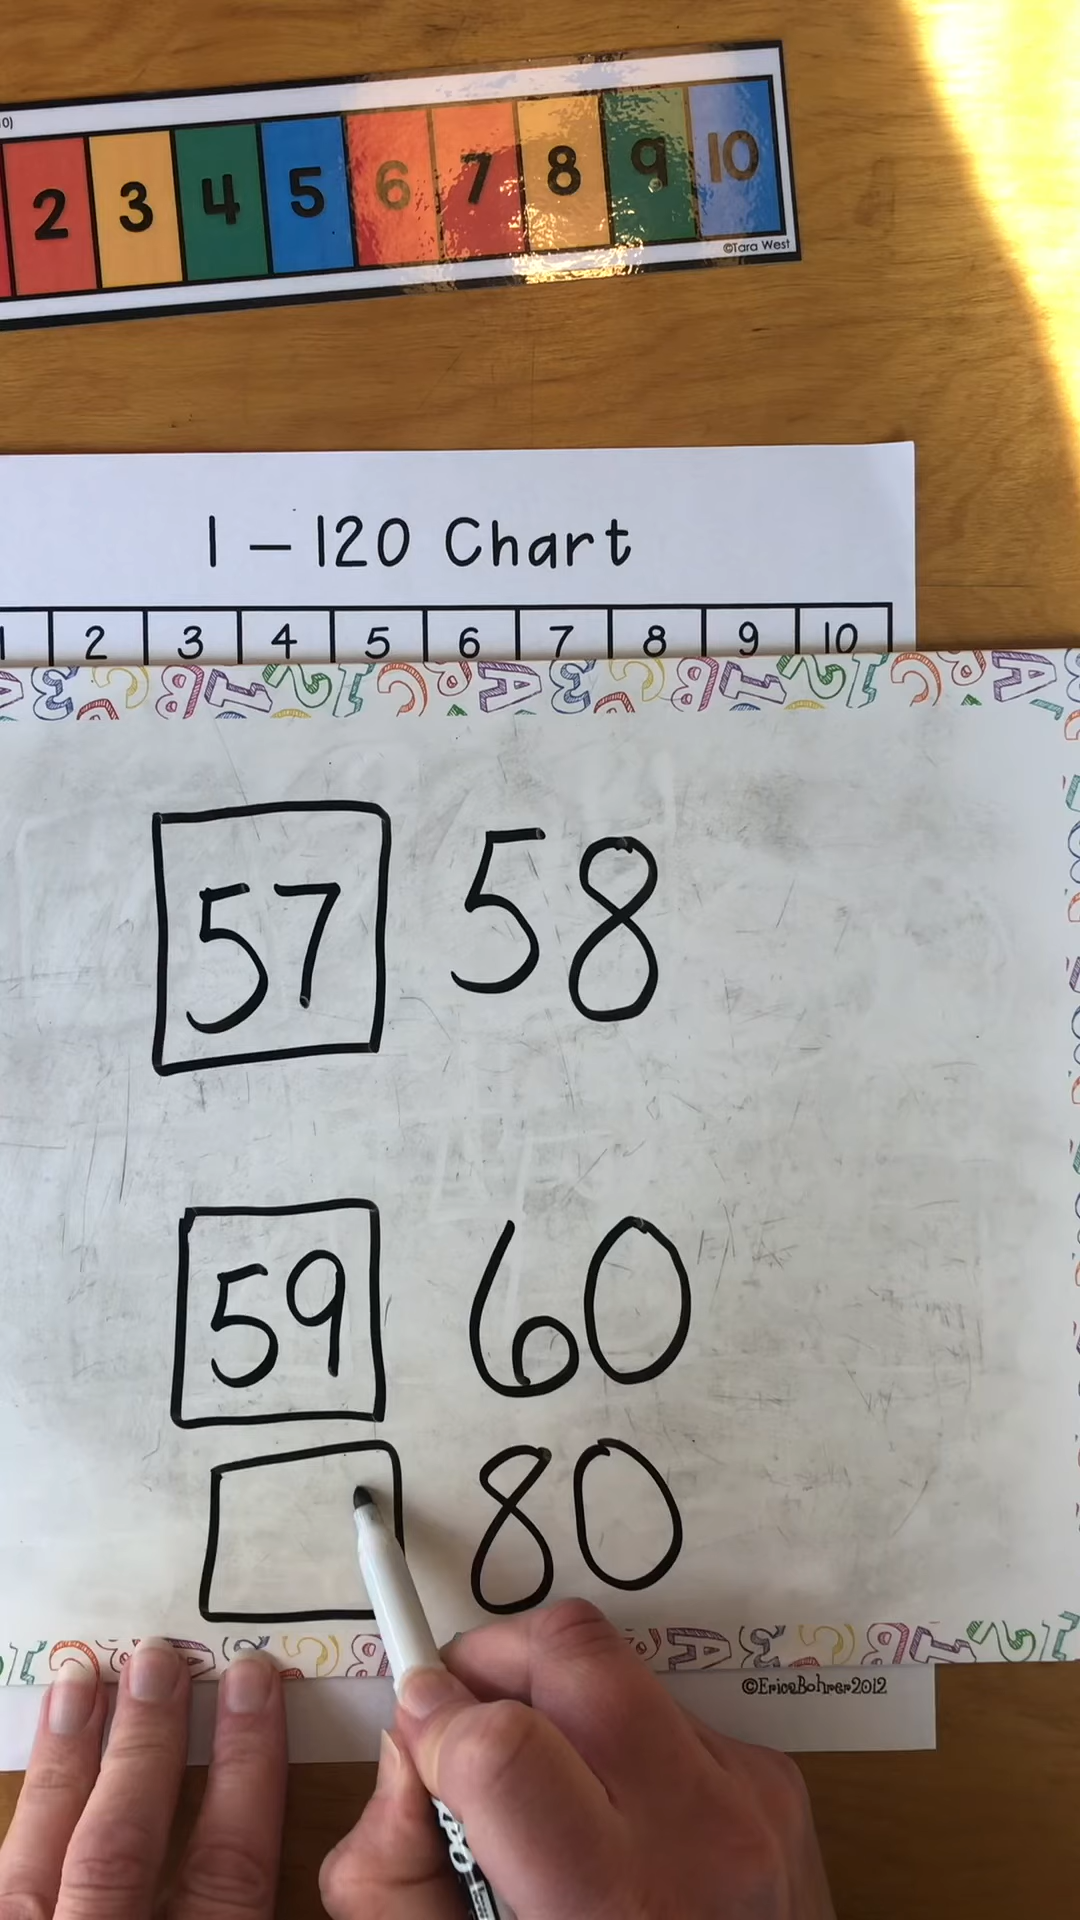 0)
2 3 4 5 6 7 8 9 10
©Tara West
1 – 120 Chart
1 2 3 4 5 6 7 8 9 10
57 58
59 60
80
©EricaBohrer2012